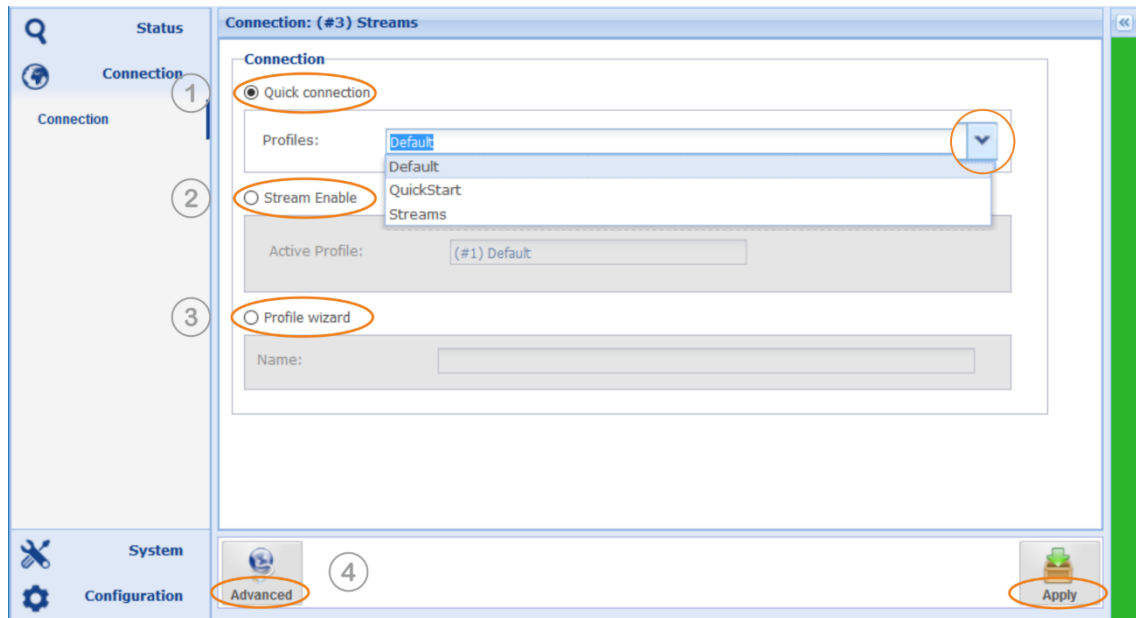 Status
Connection
Connection
System
Configuration
Connection: (#3) Streams
Connection
1
Quick connection
Profiles:
Default
Default
QuickStart
Streams
2
Stream Enable
Active Profile:
(#1) Default
3
Profile wizard
Name:
4
Advanced
Apply